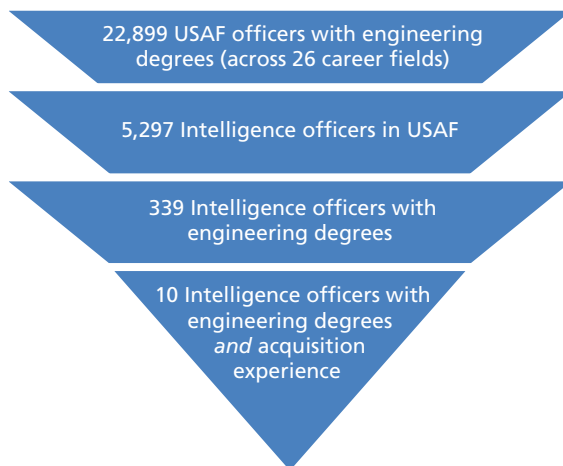 22,899 USAF officers with engineering
degrees (across 26 career fields)
5,297 Intelligence officers in USAF
339 Intelligence officers with
engineering degrees
10 Intelligence officers with
engineering degrees
and acquisition
experience